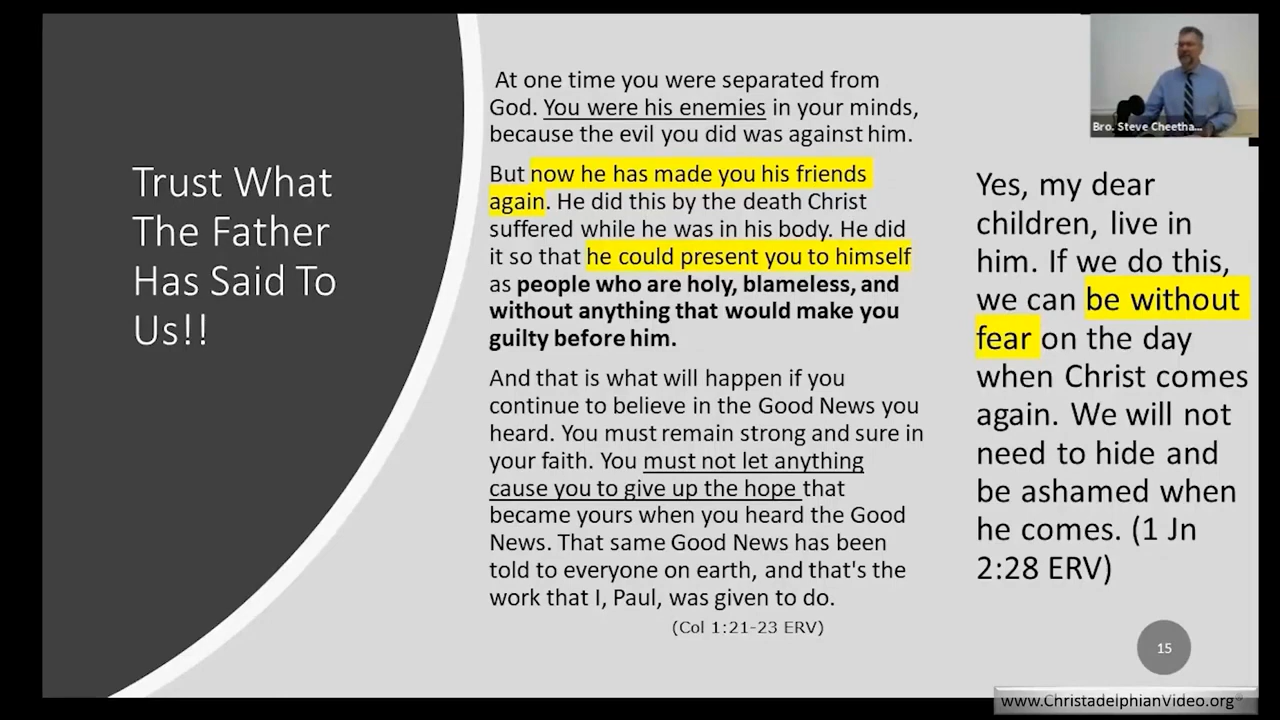 Trust What
The Father
Has Said To
Us!!
At one time you were separated from
God. You were his enemies in your minds,
because the evil you did was against him.
But now he has made you his friends
again. He did this by the death Christ
suffered while he was in his body. He did
it so that he could present you to himself
as people who are holy, blameless, and
without anything that would make you
guilty before him.
And that is what will happen if you
continue to believe in the Good News you
heard. You must remain strong and sure in
your faith. You must not let anything
cause you to give up the hope that
became yours when you heard the Good
News. That same Good News has been
told to everyone on earth, and that's the
work that I, Paul, was given to do.
(Col 1:21-23 ERV)
Bro. Steve Cheetha...
Yes, my dear
children, live in
him. If we do this,
we can be without
fear on the day
when Christ comes
again. We will not
need to hide and
be ashamed when
he comes. (1 Jn
2:28 ERV)
15
www.ChristadelphianVideo.org®